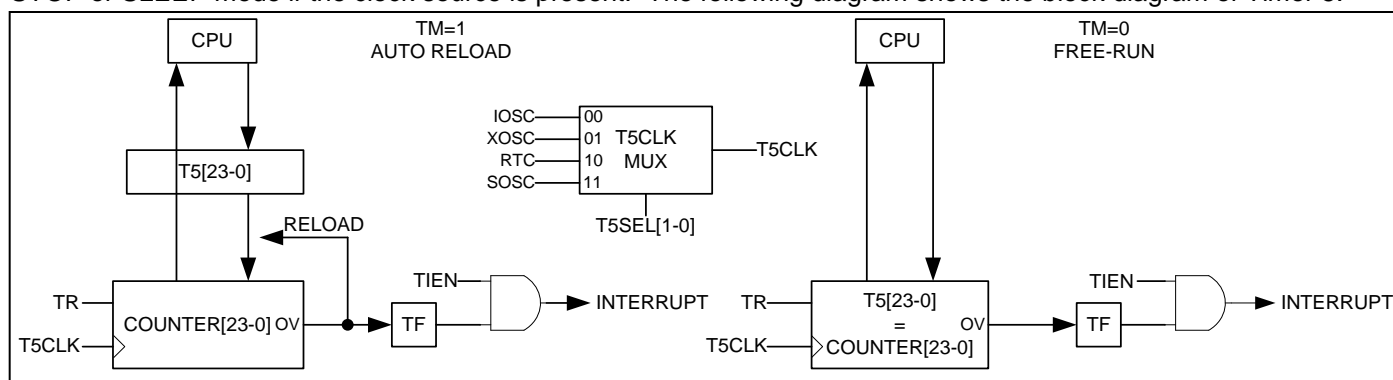 STOP or SLEEP mode if the clock source is present. The following diagram shows the block diagram of Timer 5.
CPU
TM=1
AUTO RELOAD
T5[23-0]
RELOAD
TR
T5CLK
COUNTER[23-0] OV
TF
TIEN
INTERRUPT
IOSC 00
XOSC 01
RTC 10
SOSC 11
T5CLK
MUX
T5CLK
T5SEL[1-0]
CPU
TM=0
FREE-RUN
TR
T5CLK
T5[23-0]
=
COUNTER[23-0]
OV
TF
TIEN
INTERRUPT